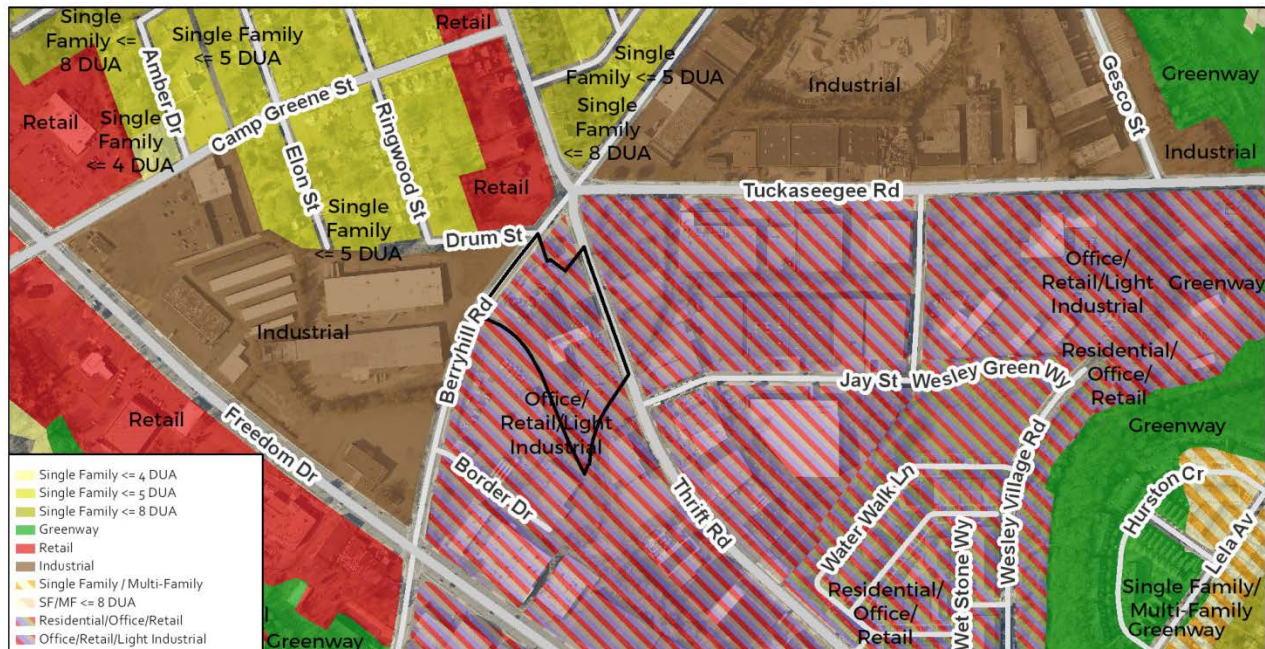 Single
Family <=
8 DUA
Amber Dr
Single Family
<= 5 DUA
Retail
Camp Greene St
Retail
Single
Family
<= 4 DUA
Elon St
Ringwood St
Single
Family <= 5 DUA
Single
Family
<= 8 DUA
Industrial
Gesco St
Greenway
Industrial
Retail
Tuckaseegee Rd
Single
Family
<= 5 DUA
Drum St
Office/
Retail/Light
Industrial
Greenway
Industrial
Berryhill Rd
Residential/
Office/
Retail
Jay St
Wesley Green Wy
Office/
Retail/Light
Industrial
Greenway
Retail
Freedom Dr
Border Dr
Thrift Rd
Water Walk Ln
Wesley Village Rd
Wet Stone Wy
Hurston Cr
Lela Av
Residential/
Office/
Retail
Single Family/
Multi-Family
Greenway
Single Family <= 4 DUA
Single Family <= 5 DUA
Single Family <= 8 DUA
Greenway
Retail
Industrial
Single Family / Multi-Family
SF/MF <= 8 DUA
Residential/Office/Retail
Office/Retail/Light Industrial
Greenway